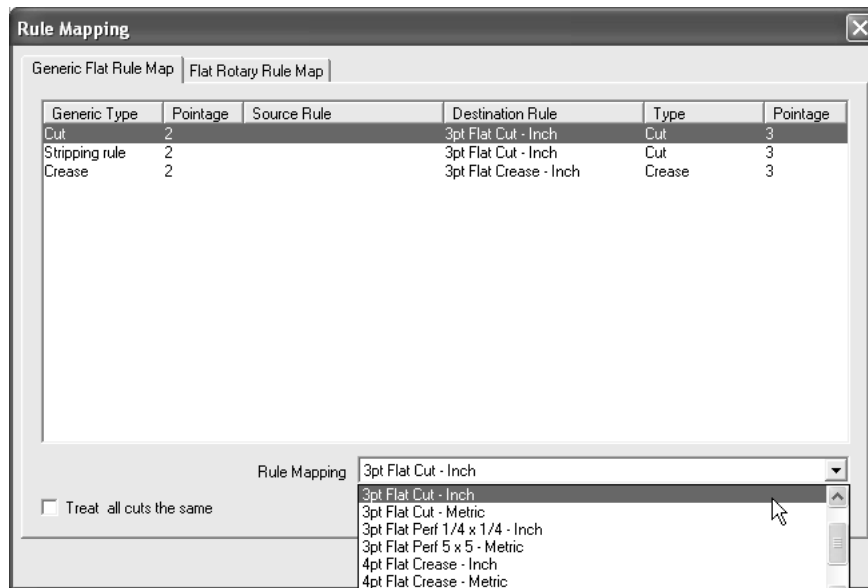 Rule Mapping
Generic Flat Rule Map Flat Rotary Rule Map
Generic Type Pointage Source Rule Destination Rule Type Pointage
Cut 2 3pt Flat Cut - Inch Cut 3
Stripping rule 2 3pt Flat Cut - Inch Cut 3
Crease 2 3pt Flat Crease - Inch Crease 3
Rule Mapping 3pt Flat Cut - Inch
3pt Flat Cut - Inch
Treat all cuts the same
3pt Flat Cut - Metric
3pt Flat Perf 1/4 x 1/4 - Inch
3pt Flat Perf 5 x 5 - Metric
4pt Flat Crease - Inch
4pt Flat Crease - Metric